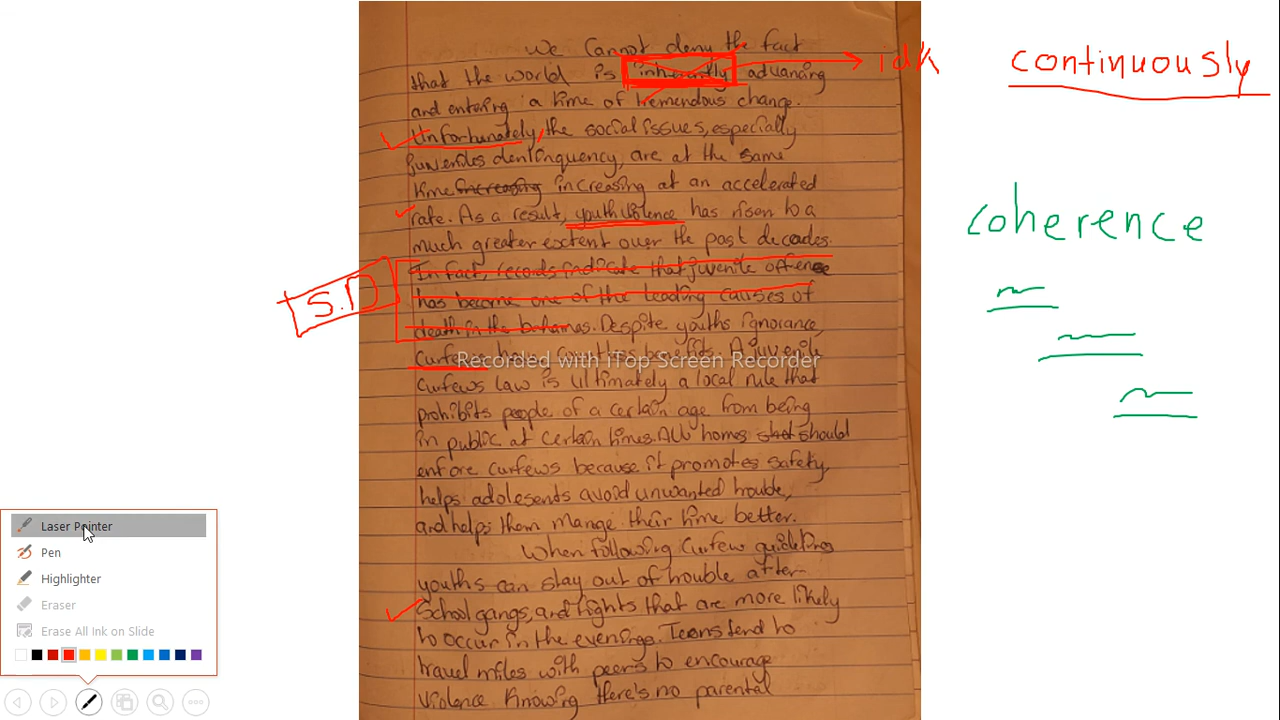 We Cannot deny the fact
that the world is inherently advancing
and entering a time of tremendous change.
Unfortunately, the social issues, especially
juveniles denlinquency, are at the same
time increasing increasing at an accelerated
rate. As a result, youth violence has risen to a
much greater extent over the past decades.
In fact, records indicate that juvenile offence
has become one of the leading causes of
death in the bahamas. Despite youths ignorance,
Curfews have benefits. A juvenile
Curfews law is ultimately a local rule that
prohibits people of a certain age from being
in public at certain times. All homes shot should
enfore curfews because it promotes safety,
helps adolesents avoid unwanted trouble,
and helps them mange their time better.
When following Curfew
youths can stay out of trouble after-
School gangs, and fights that are more likely
to occur in the evenings. Teens tend to
travel miles with peers to encourage
violence knowing there's no parental
idk
continuously
coherence
S.D
Recorded with iTop Screen Recorder
Laser Pointer
Pen
Highlighter
Eraser
Erase All Ink on Slide